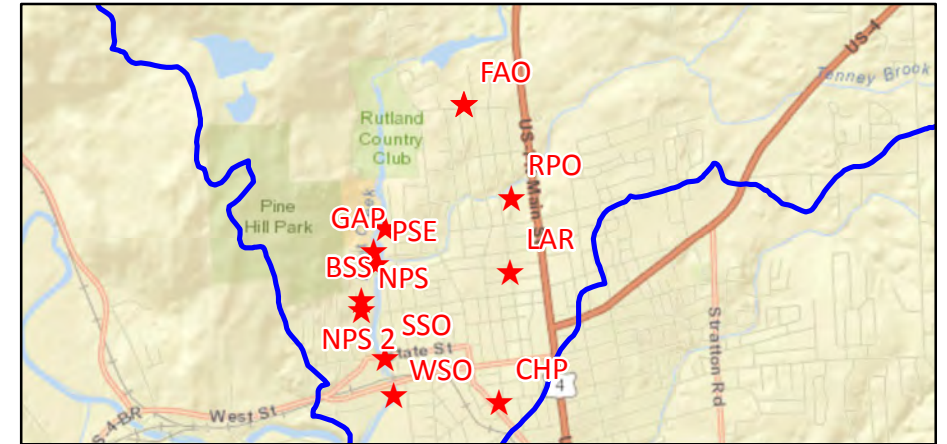 FAO
US-1
Tenney Brook
Rutland
Country
Club
US-
Main St
RPO
Pine
Hill Park
GAP
PSE
LAR
BSS
NPS
NPS 2
SSO
State St
WSO
CHP
4
Stratton Rd
West St
S-4-BR